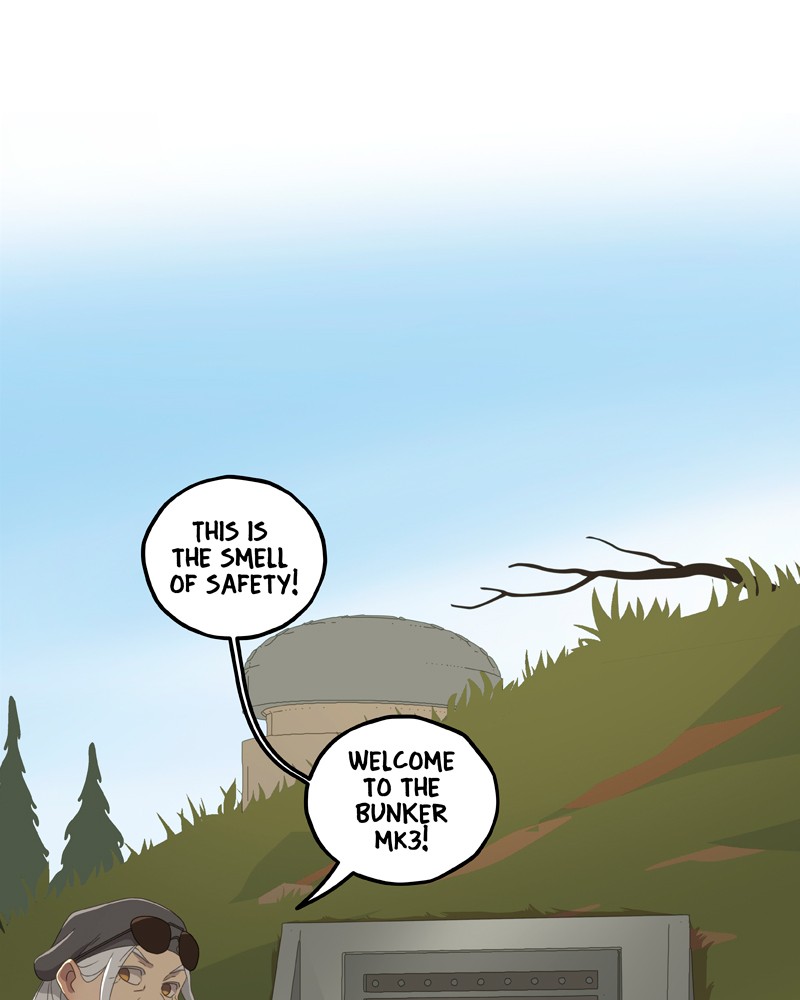 THIS IS
THE SMELL
OF SAFETY!
WELCOME
TO THE
BUNKER
MK3!